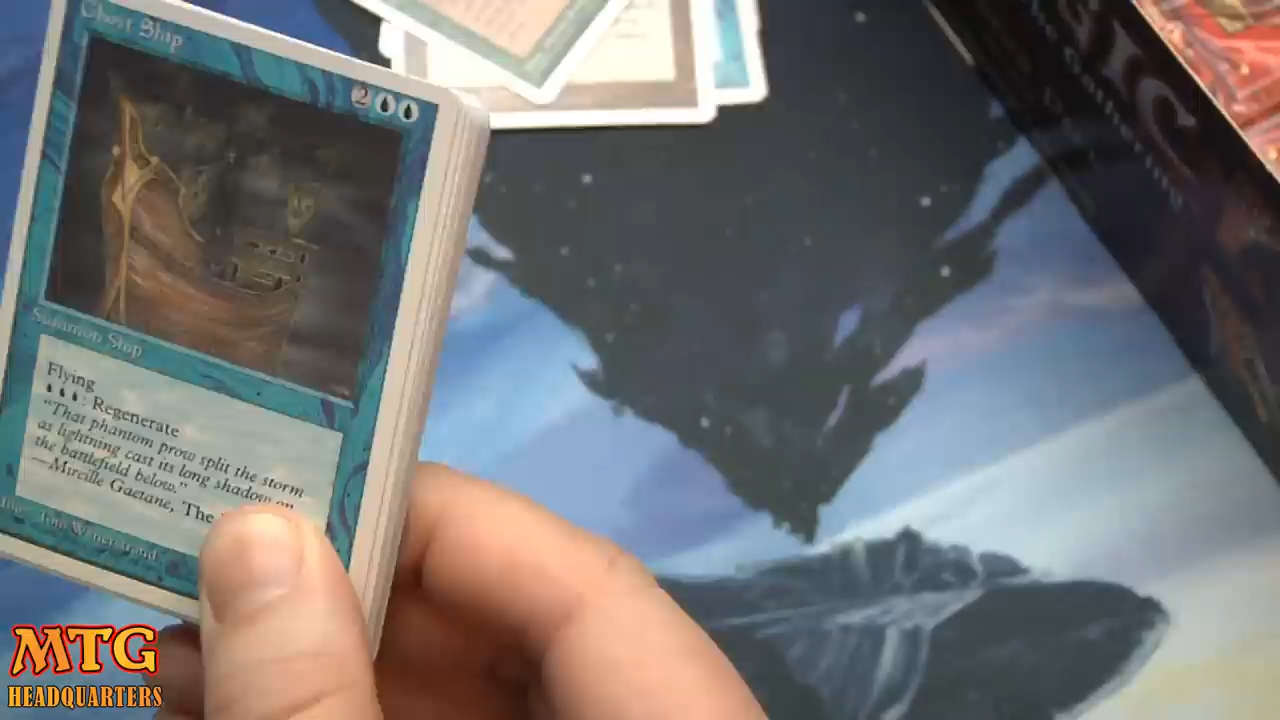 Ghost Ship
2
Summon Ship
Flying
: Regenerate
"That phantom prow split the storm
as lightning cast its long shadow on
the battlefield below."
—Mireille Gaetane, The
MTG
HEADQUARTERS